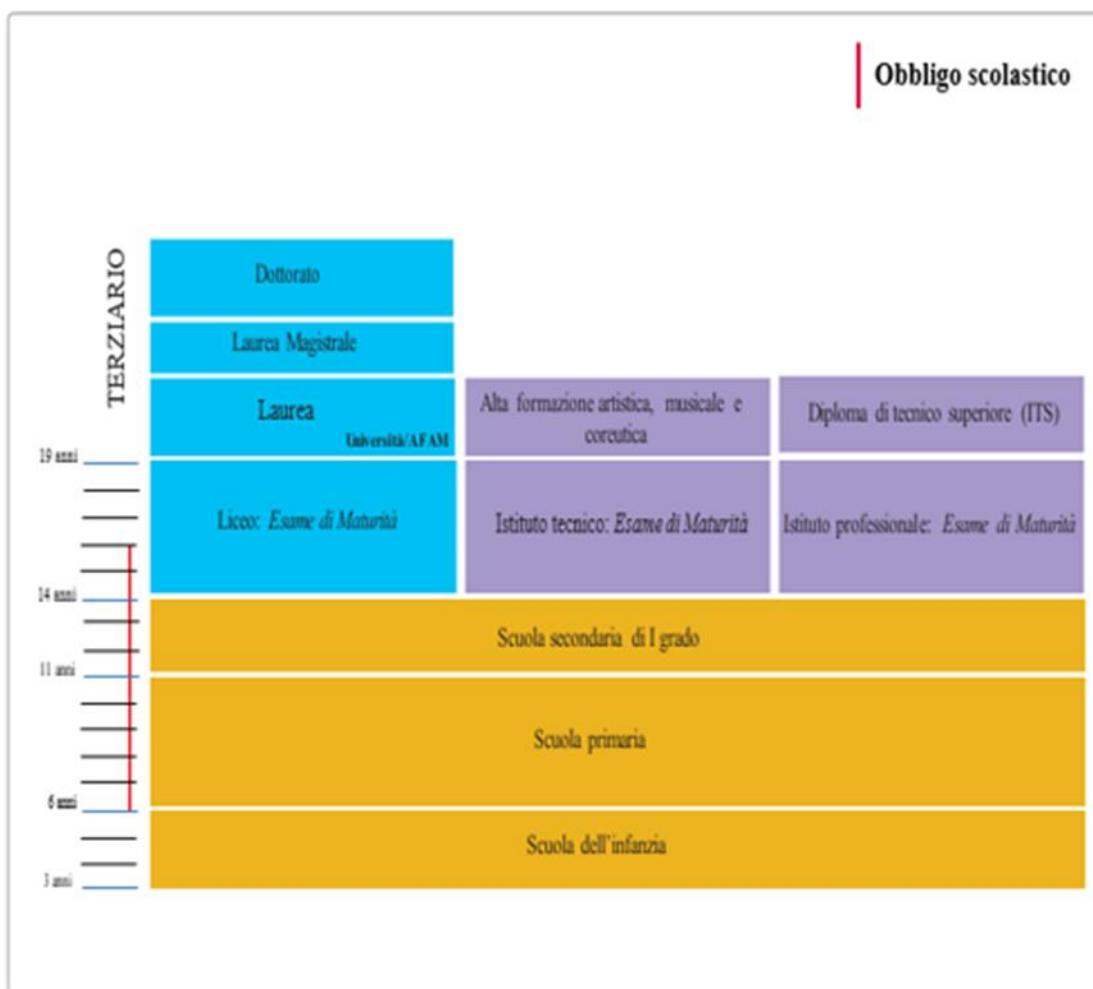 Obbligo scolastico
TERZIARIO
Dottorato
Laurea Magistrale
Laurea
Università/AFAM
Alta formazione artistica, musicale e
coreutica
Diploma di tecnico superiore (ITS)
19 anni
Liceo: Esame di Maturità
Istituto tecnico: Esame di Maturità
Istituto professionale: Esame di Maturità
14 anni
Scuola secondaria di I grado
11 anni
Scuola primaria
6 anni
Scuola dell'infanzia
3 anni